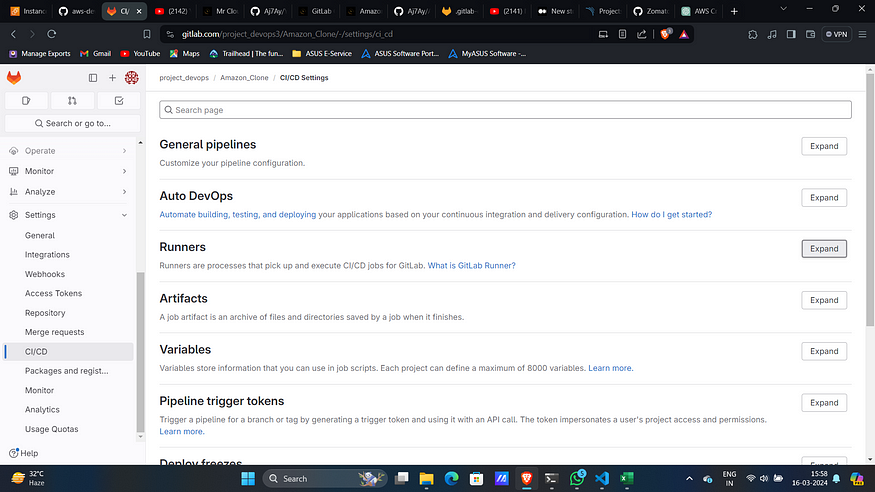 Instanc
aws-de
CI/
(2142)
Mr Clo
Aj7Ay/
GitLab
Amazo
Aj7Ay/
.gitlab-
(2141)
New st
Project
Zomato
AWS C
gitlab.com/project_devops3/Amazon_Clone/-/settings/ci_cd
VPN
Manage Exports
Gmail
YouTube
Maps
Trailhead | The fun...
ASUS E-Service
ASUS Software Port...
MyASUS Software -...
project_devops / Amazon_Clone / CI/CD Settings
Search or go to...
Operate
Monitor
Analyze
Settings
General
Integrations
Webhooks
Access Tokens
Repository
Merge requests
CI/CD
Packages and regist...
Monitor
Analytics
Usage Quotas
Help
Search page
General pipelines
Expand
Customize your pipeline configuration.
Auto DevOps
Expand
Automate building, testing, and deploying your applications based on your continuous integration and delivery configuration. How do I get started?
Runners
Expand
Runners are processes that pick up and execute CI/CD jobs for GitLab. What is GitLab Runner?
Artifacts
Expand
A job artifact is an archive of files and directories saved by a job when it finishes.
Variables
Expand
Variables store information that you can use in job scripts. Each project can define a maximum of 8000 variables. Learn more.
Pipeline trigger tokens
Expand
Trigger a pipeline for a branch or tag by generating a trigger token and using it with an API call. The token impersonates a user's project access and permissions.
Learn more.
Deploy freezes
Expand
32°C
Haze
Search
5
ENG
IN
15:58
16-03-2024